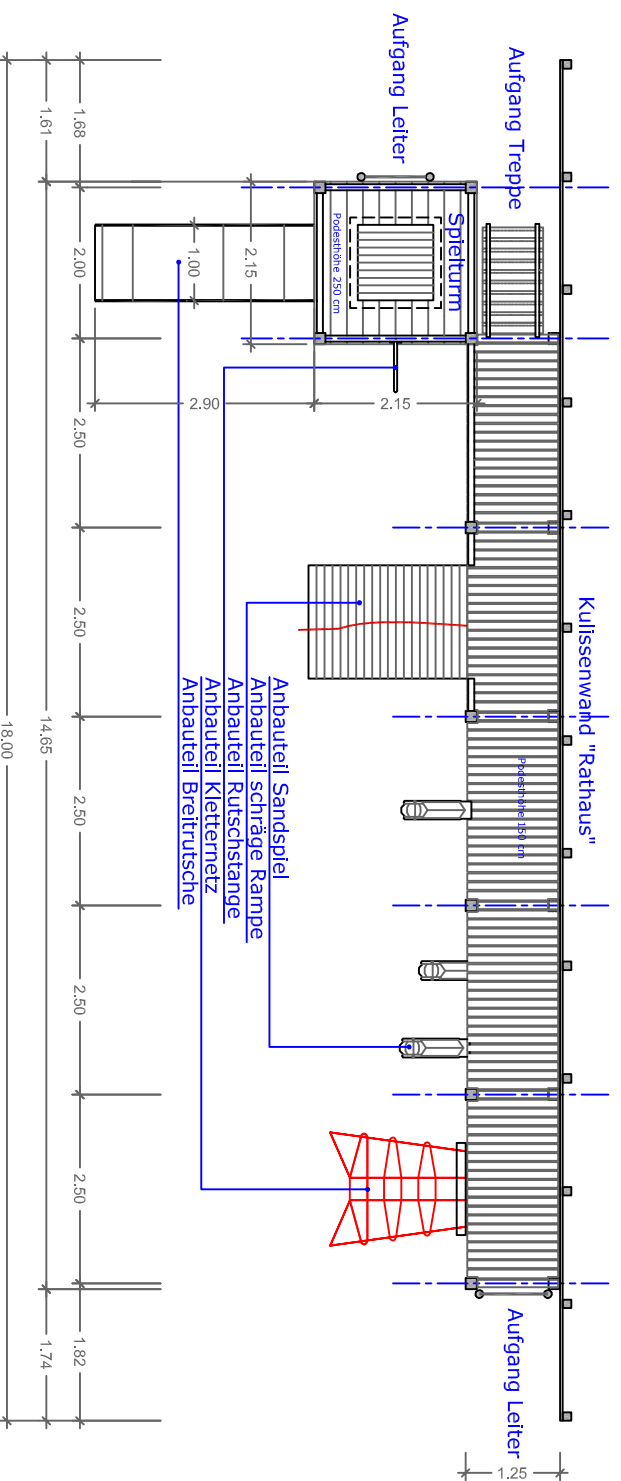 Kulissenwand "Rathaus"
Aufgang Treppe
Aufgang Leiter
Spielturm
Podesthöhe 250 cm
Podesthöhe 150 cm
Aufgang Leiter
1.25
2.15
2.90
2.15
1.00
Anbauteil Sandspiel
Anbauteil schräge Rampe
Anbauteil Rutschstange
Anbauteil Kletternetz
Anbauteil Breitrutsche
1.68
2.00
2.50
2.50
2.50
2.50
2.50
1.82
1.61
14.65
1.74
18.00